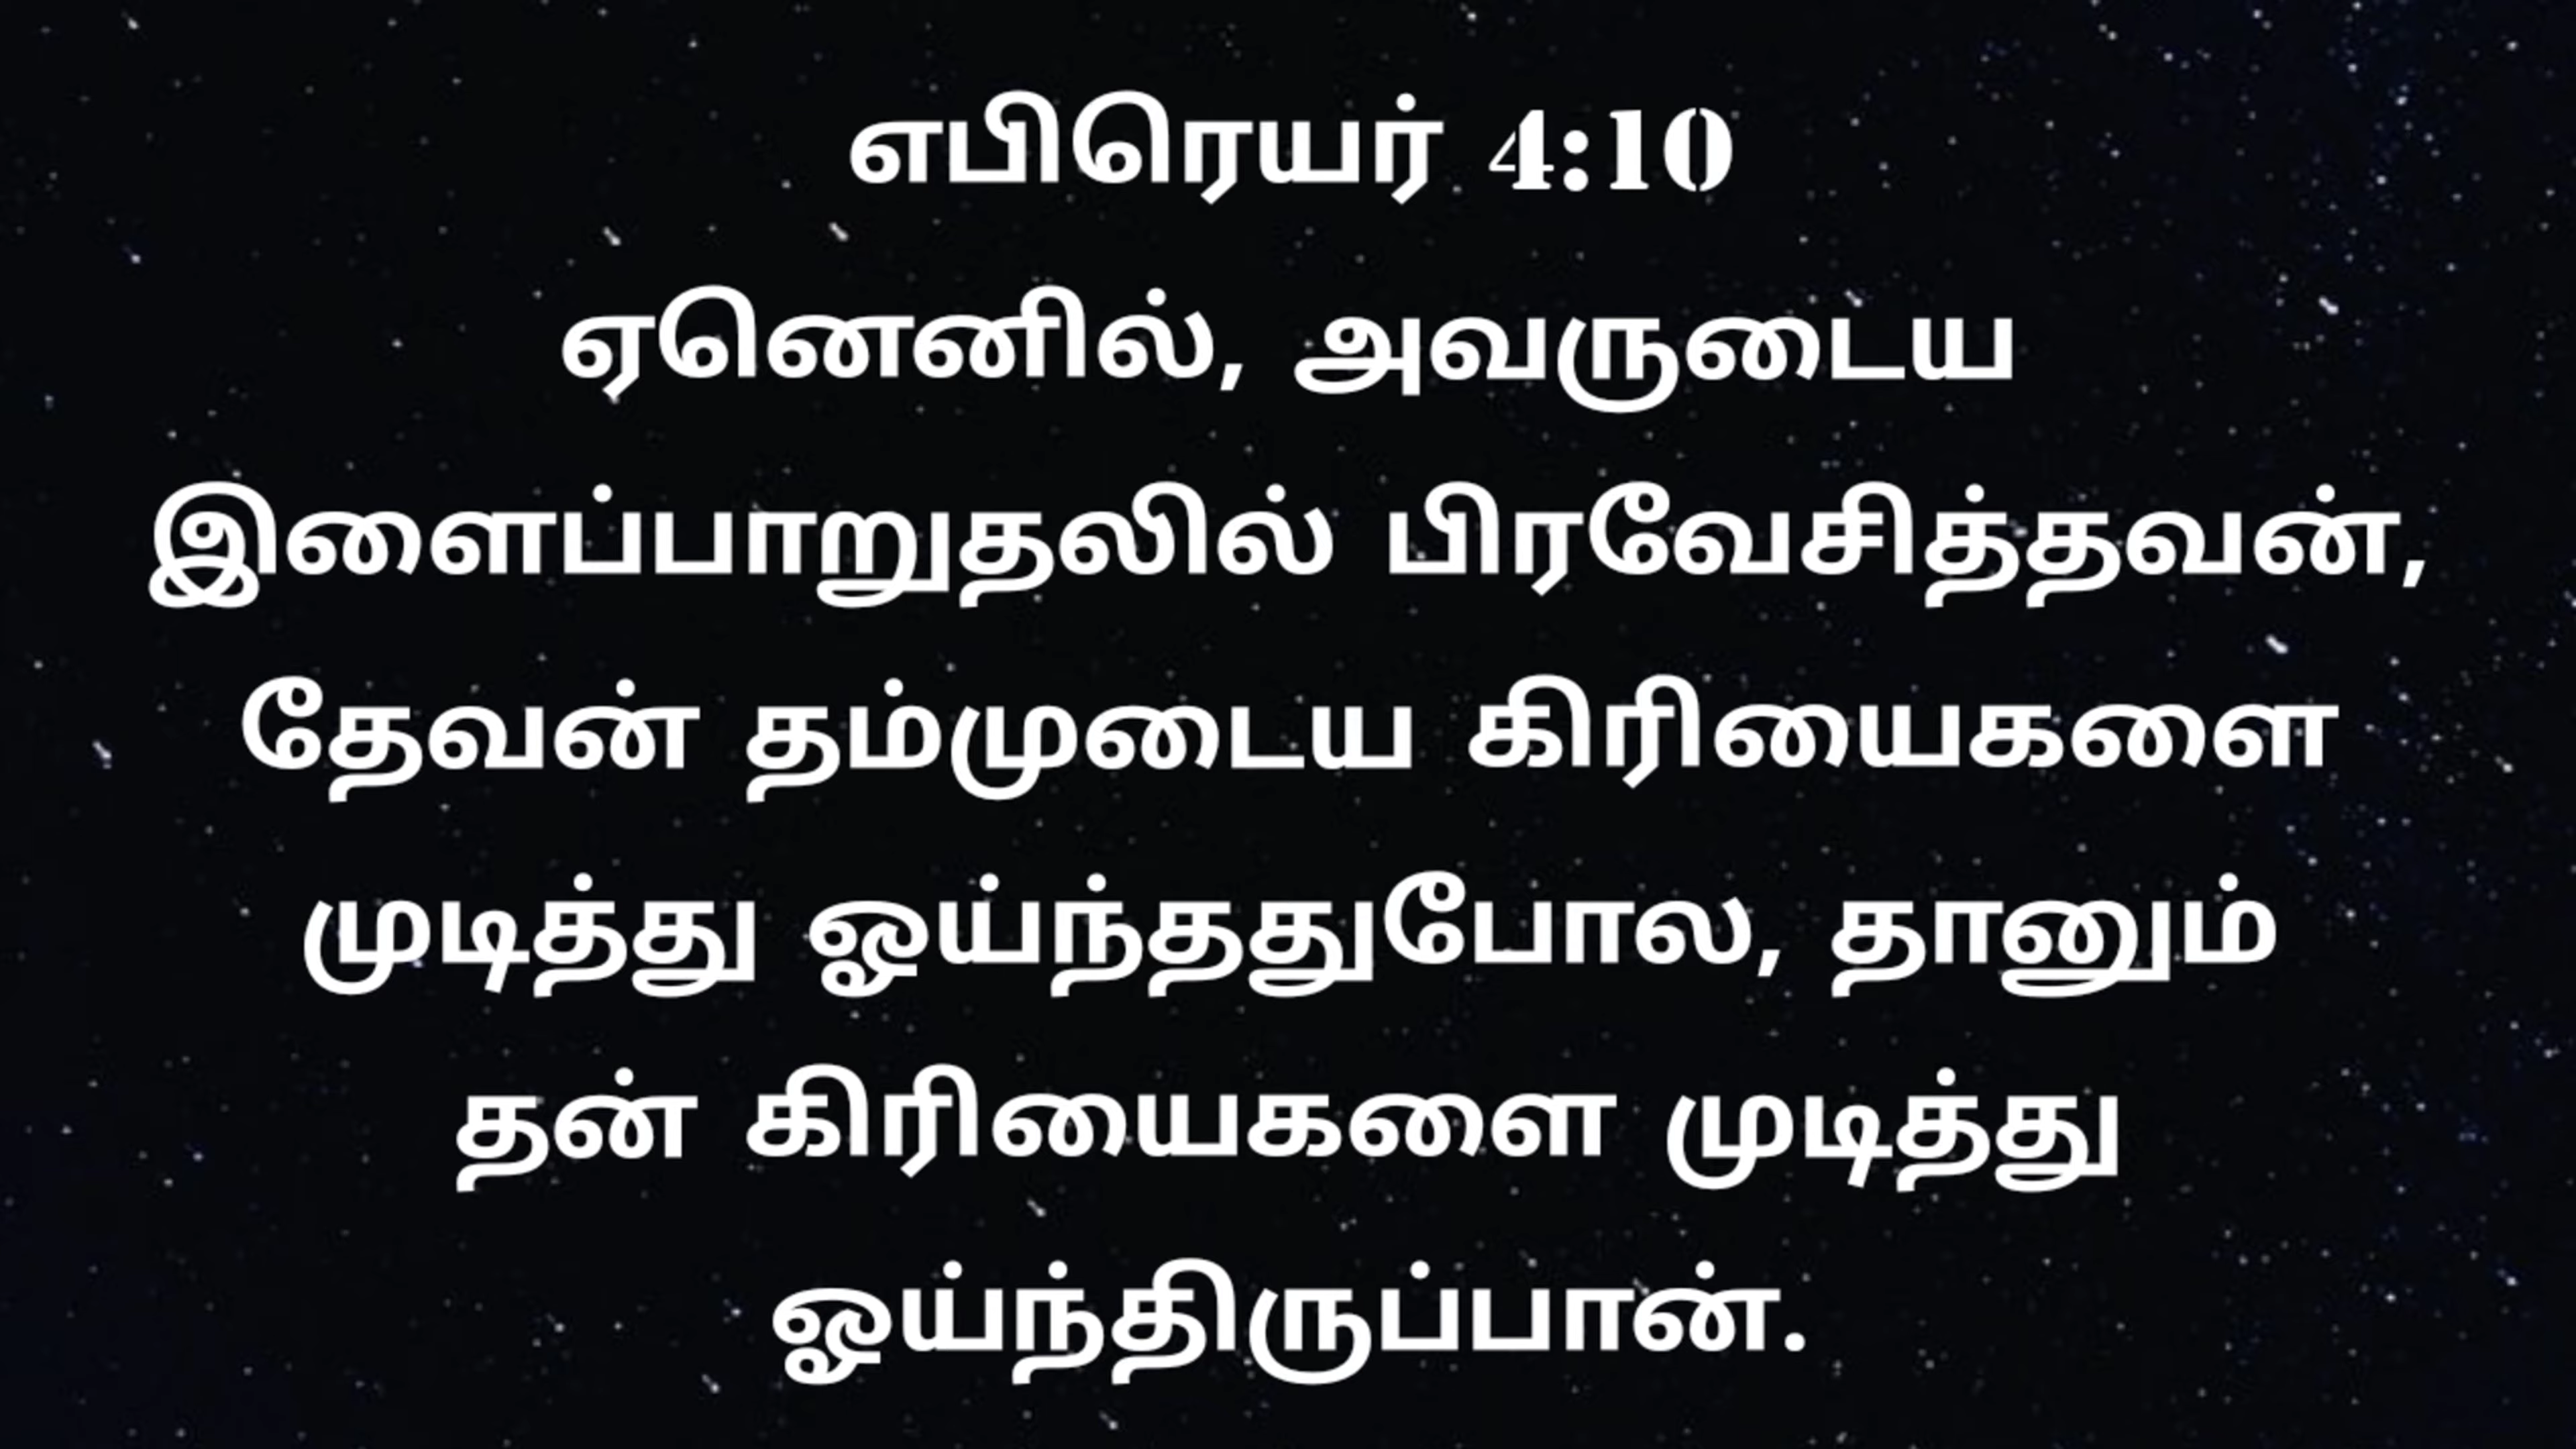 எபிரெயர் 4:10
ஏனெனில், அவருடைய
இளைப்பாறுதலில் பிரவேசித்தவன்,
தேவன் தம்முடைய கிரியைகளை
முடித்து ஓய்ந்ததுபோல, தானும்
தன் கிரியைகளை முடித்து
ஓய்ந்திருப்பான்.